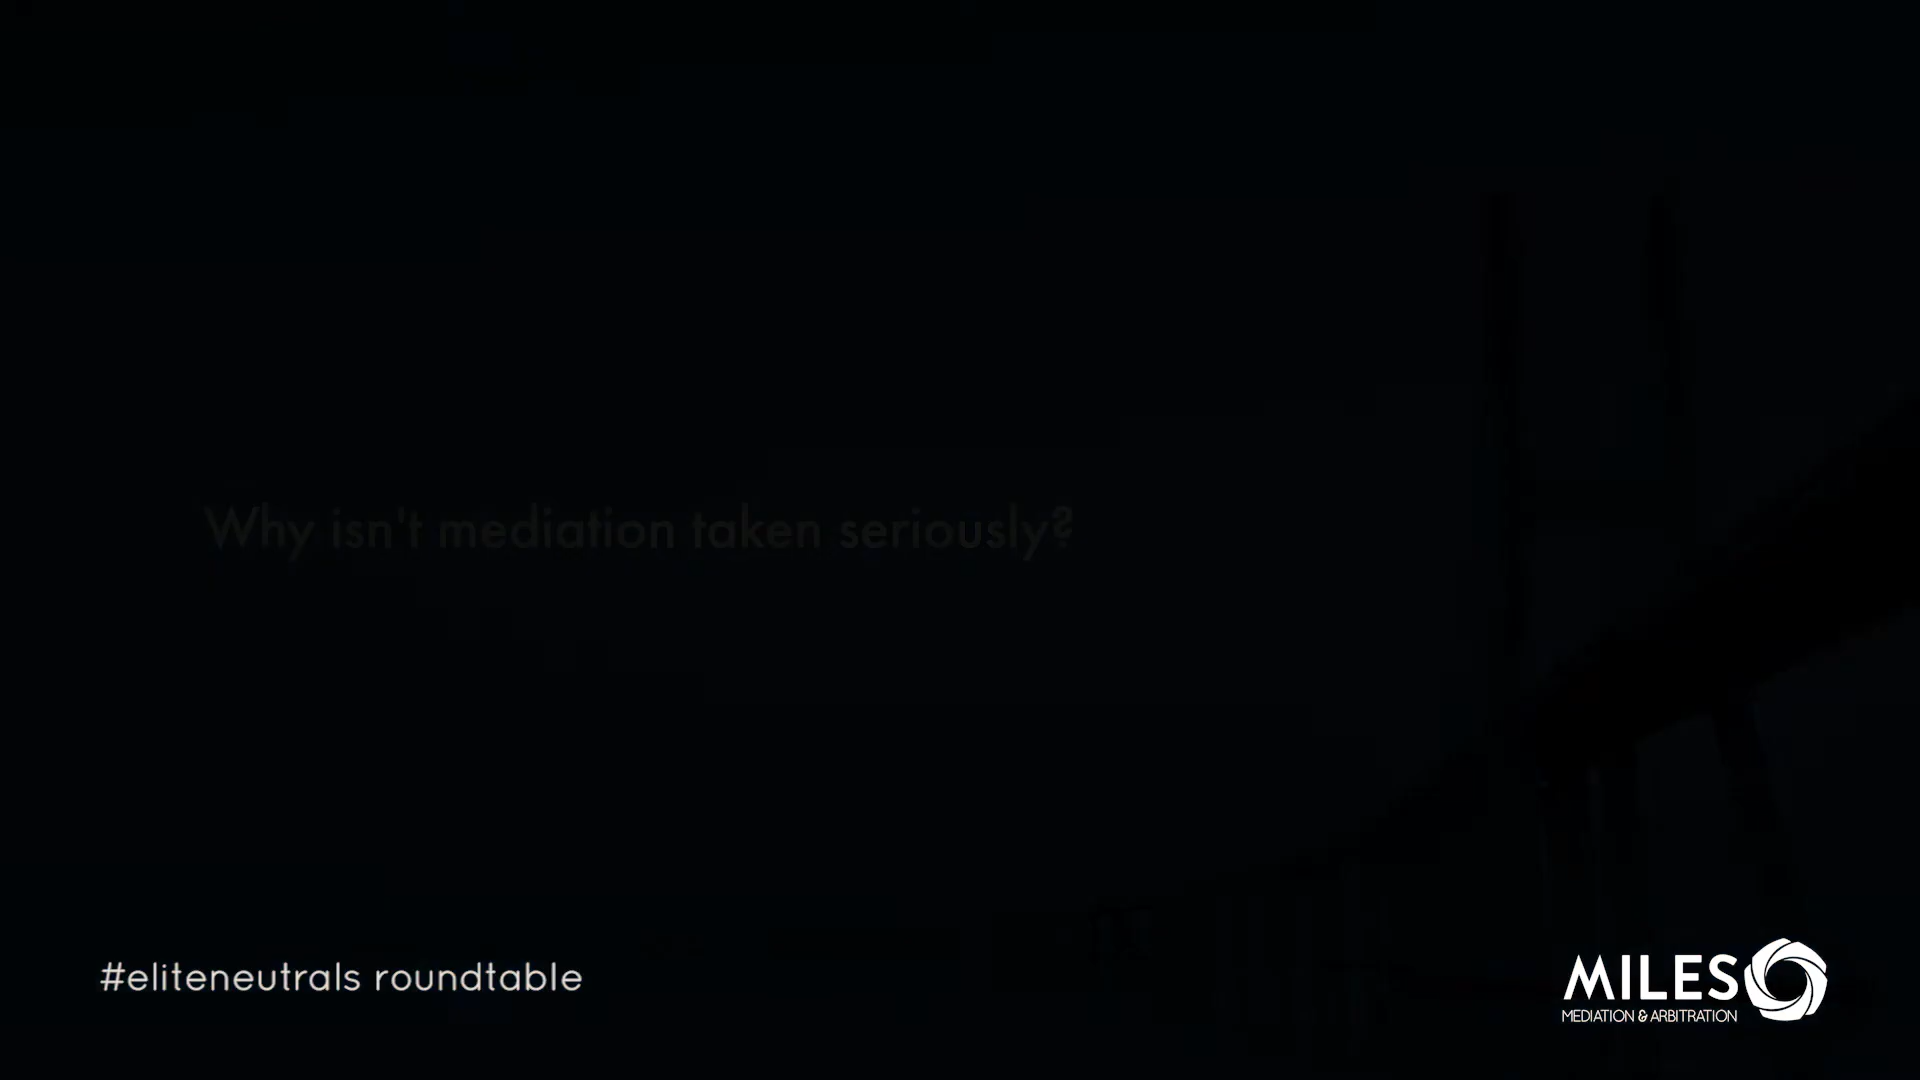 Why isn't mediation taken seriously?
#eliteneutrals roundtable
MILES
MEDIATION & ARBITRATION